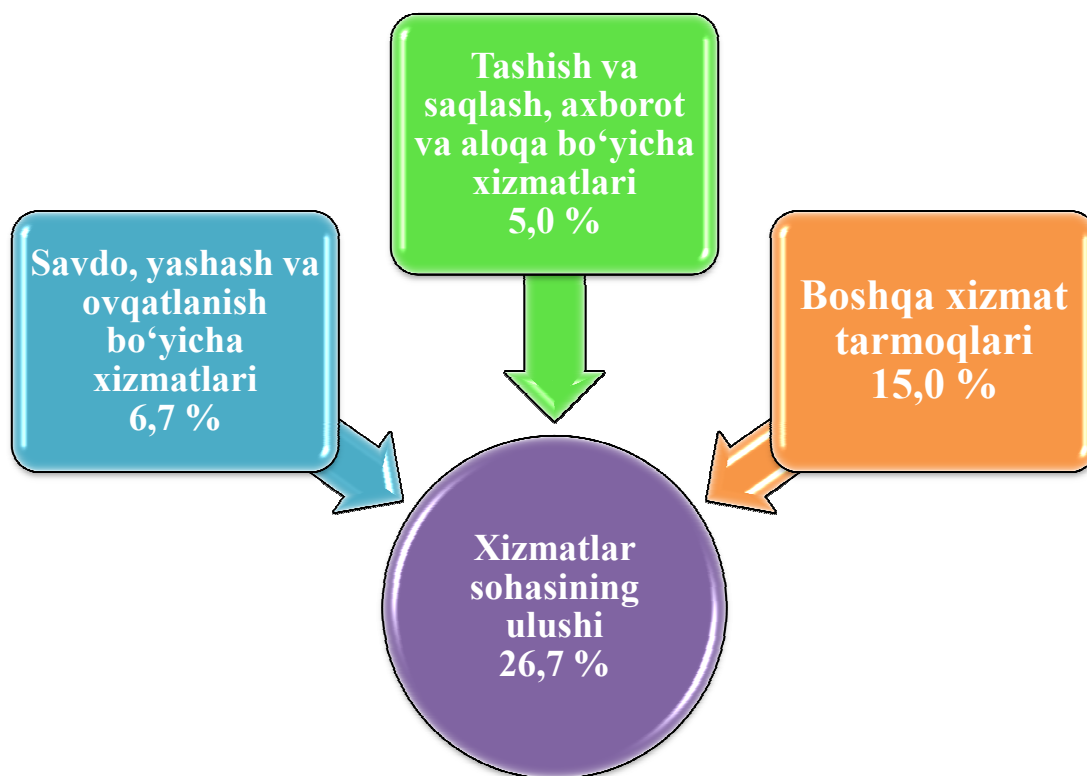 Tashish va
saqlash, axborot
va aloqa bo‘yicha
xizmatlari
5,0 %
Savdo, yashash va
ovqatlanish
bo‘yicha
xizmatlari
6,7 %
Boshqa xizmat
tarmoqlari
15,0 %
Xizmatlar
sohasining
ulushi
26,7 %